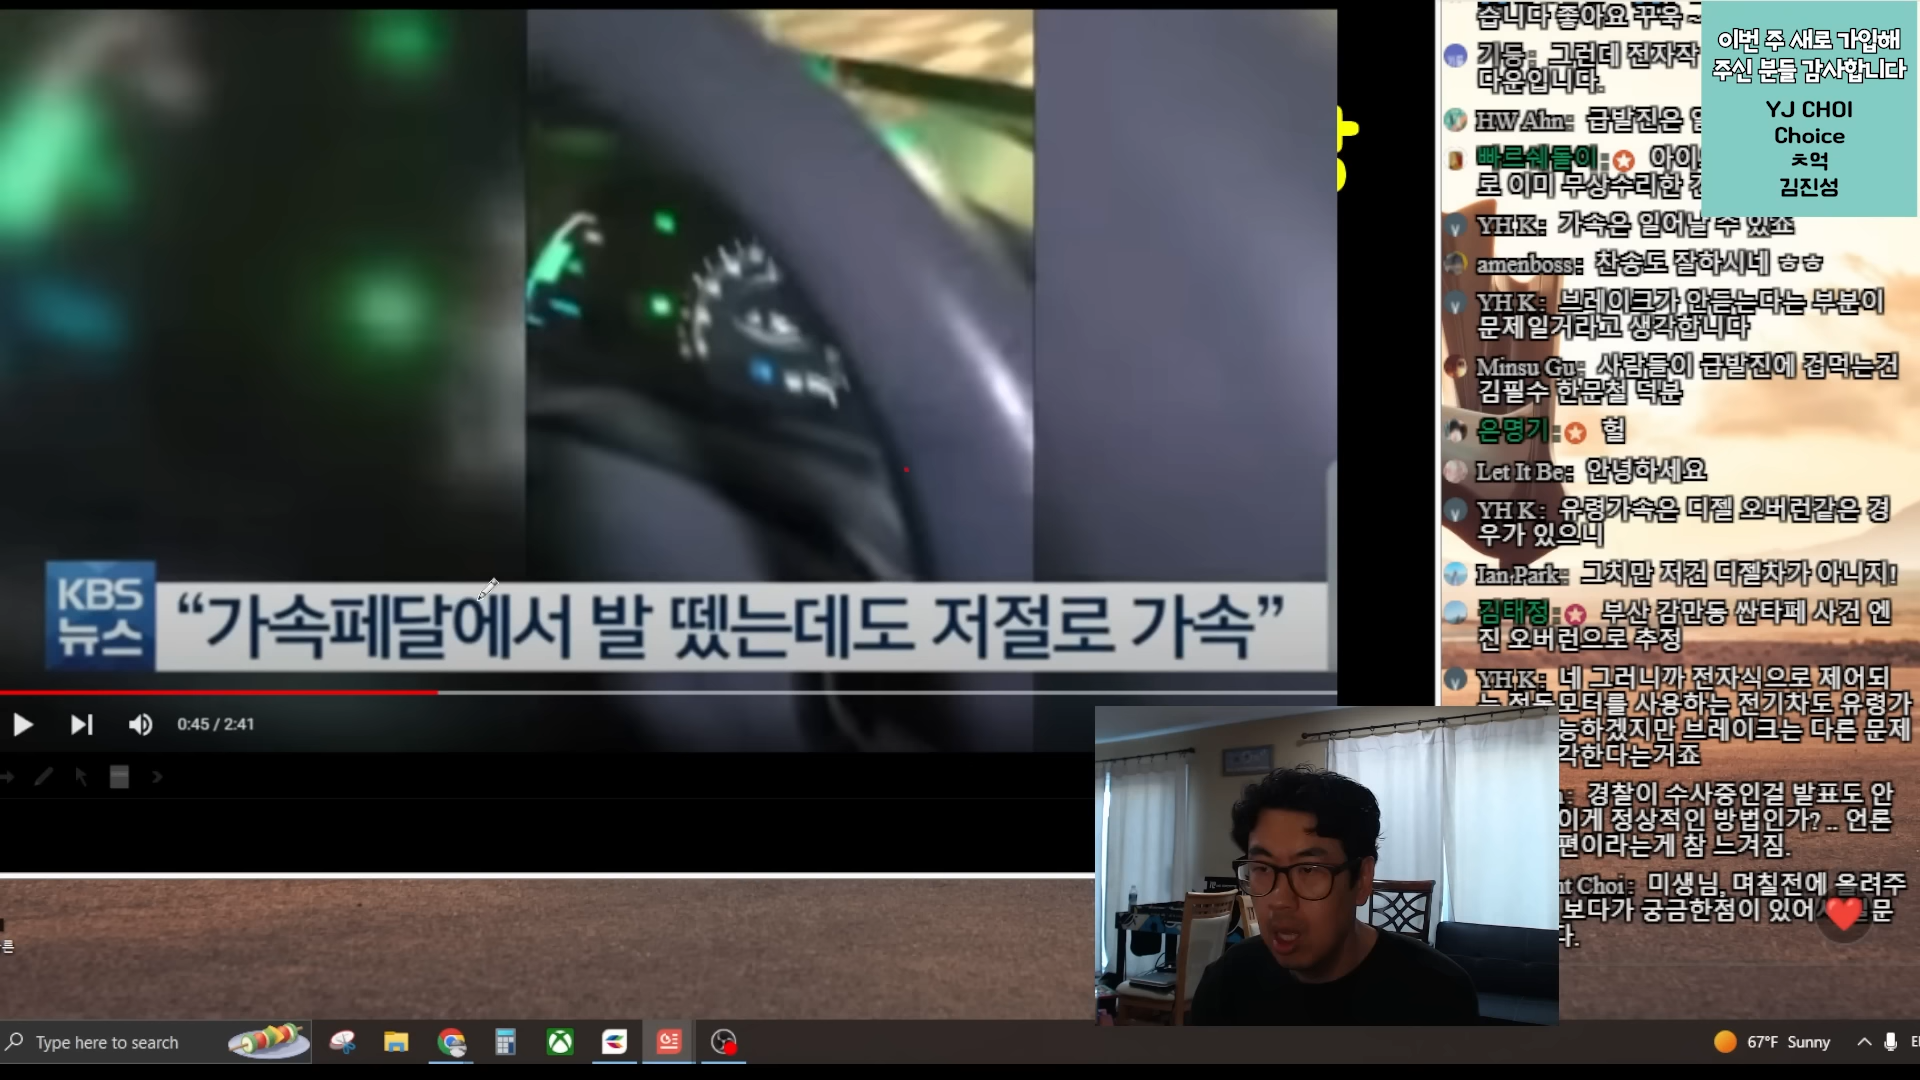 KBS
뉴스
“가속페달에서 발 뗐는데도 저절로 가속”
0:45 / 2:41
습니다 좋아요 꾸욱 ~
기등: 그런데 전자작
다운입니다.
HW Ahn: 급발진은
빠르쉐들이: 아이
로 이미 무상수리한
YH K: 가속은 일어날 수 있죠
amenboss: 찬송도 잘하시네 ㅎㅎ
YH K: 브레이크가 안듣는다는 부분이
문제일거라고 생각합니다
Minsu Gu: 사람들이 급발진에 겁먹는건
김필수 한문철 덕분
은명기: 헐
Let It Be: 안녕하세요
YH K: 유령가속은 디젤 오버런같은 경
우가 있으니
Ian Park: 그치만 저건 디젤차가 아니지!
김태정: 부산 감만동 싼타페 사건 엔
진 오버런으로 추정
YH K: 네 그러니까 전자식으로 제어되
는 전동모터를 사용하는 전기차도 유령가
능하겠지만 브레이크는 다른 문제
각한다는거죠
경찰이 수사중인걸 발표도 안
이게 정상적인 방법인가? .. 언론
편이라는게 참 느겨짐.
t Choi: 미생님, 며칠전에 올려주
보다가 궁금한점이 있어 문
다.
이번 주 새로 가입해
주신 분들 감사합니다
YJ CHOI
Choice
ㅊ억
김진성
른
Type here to search
67°F Sunny